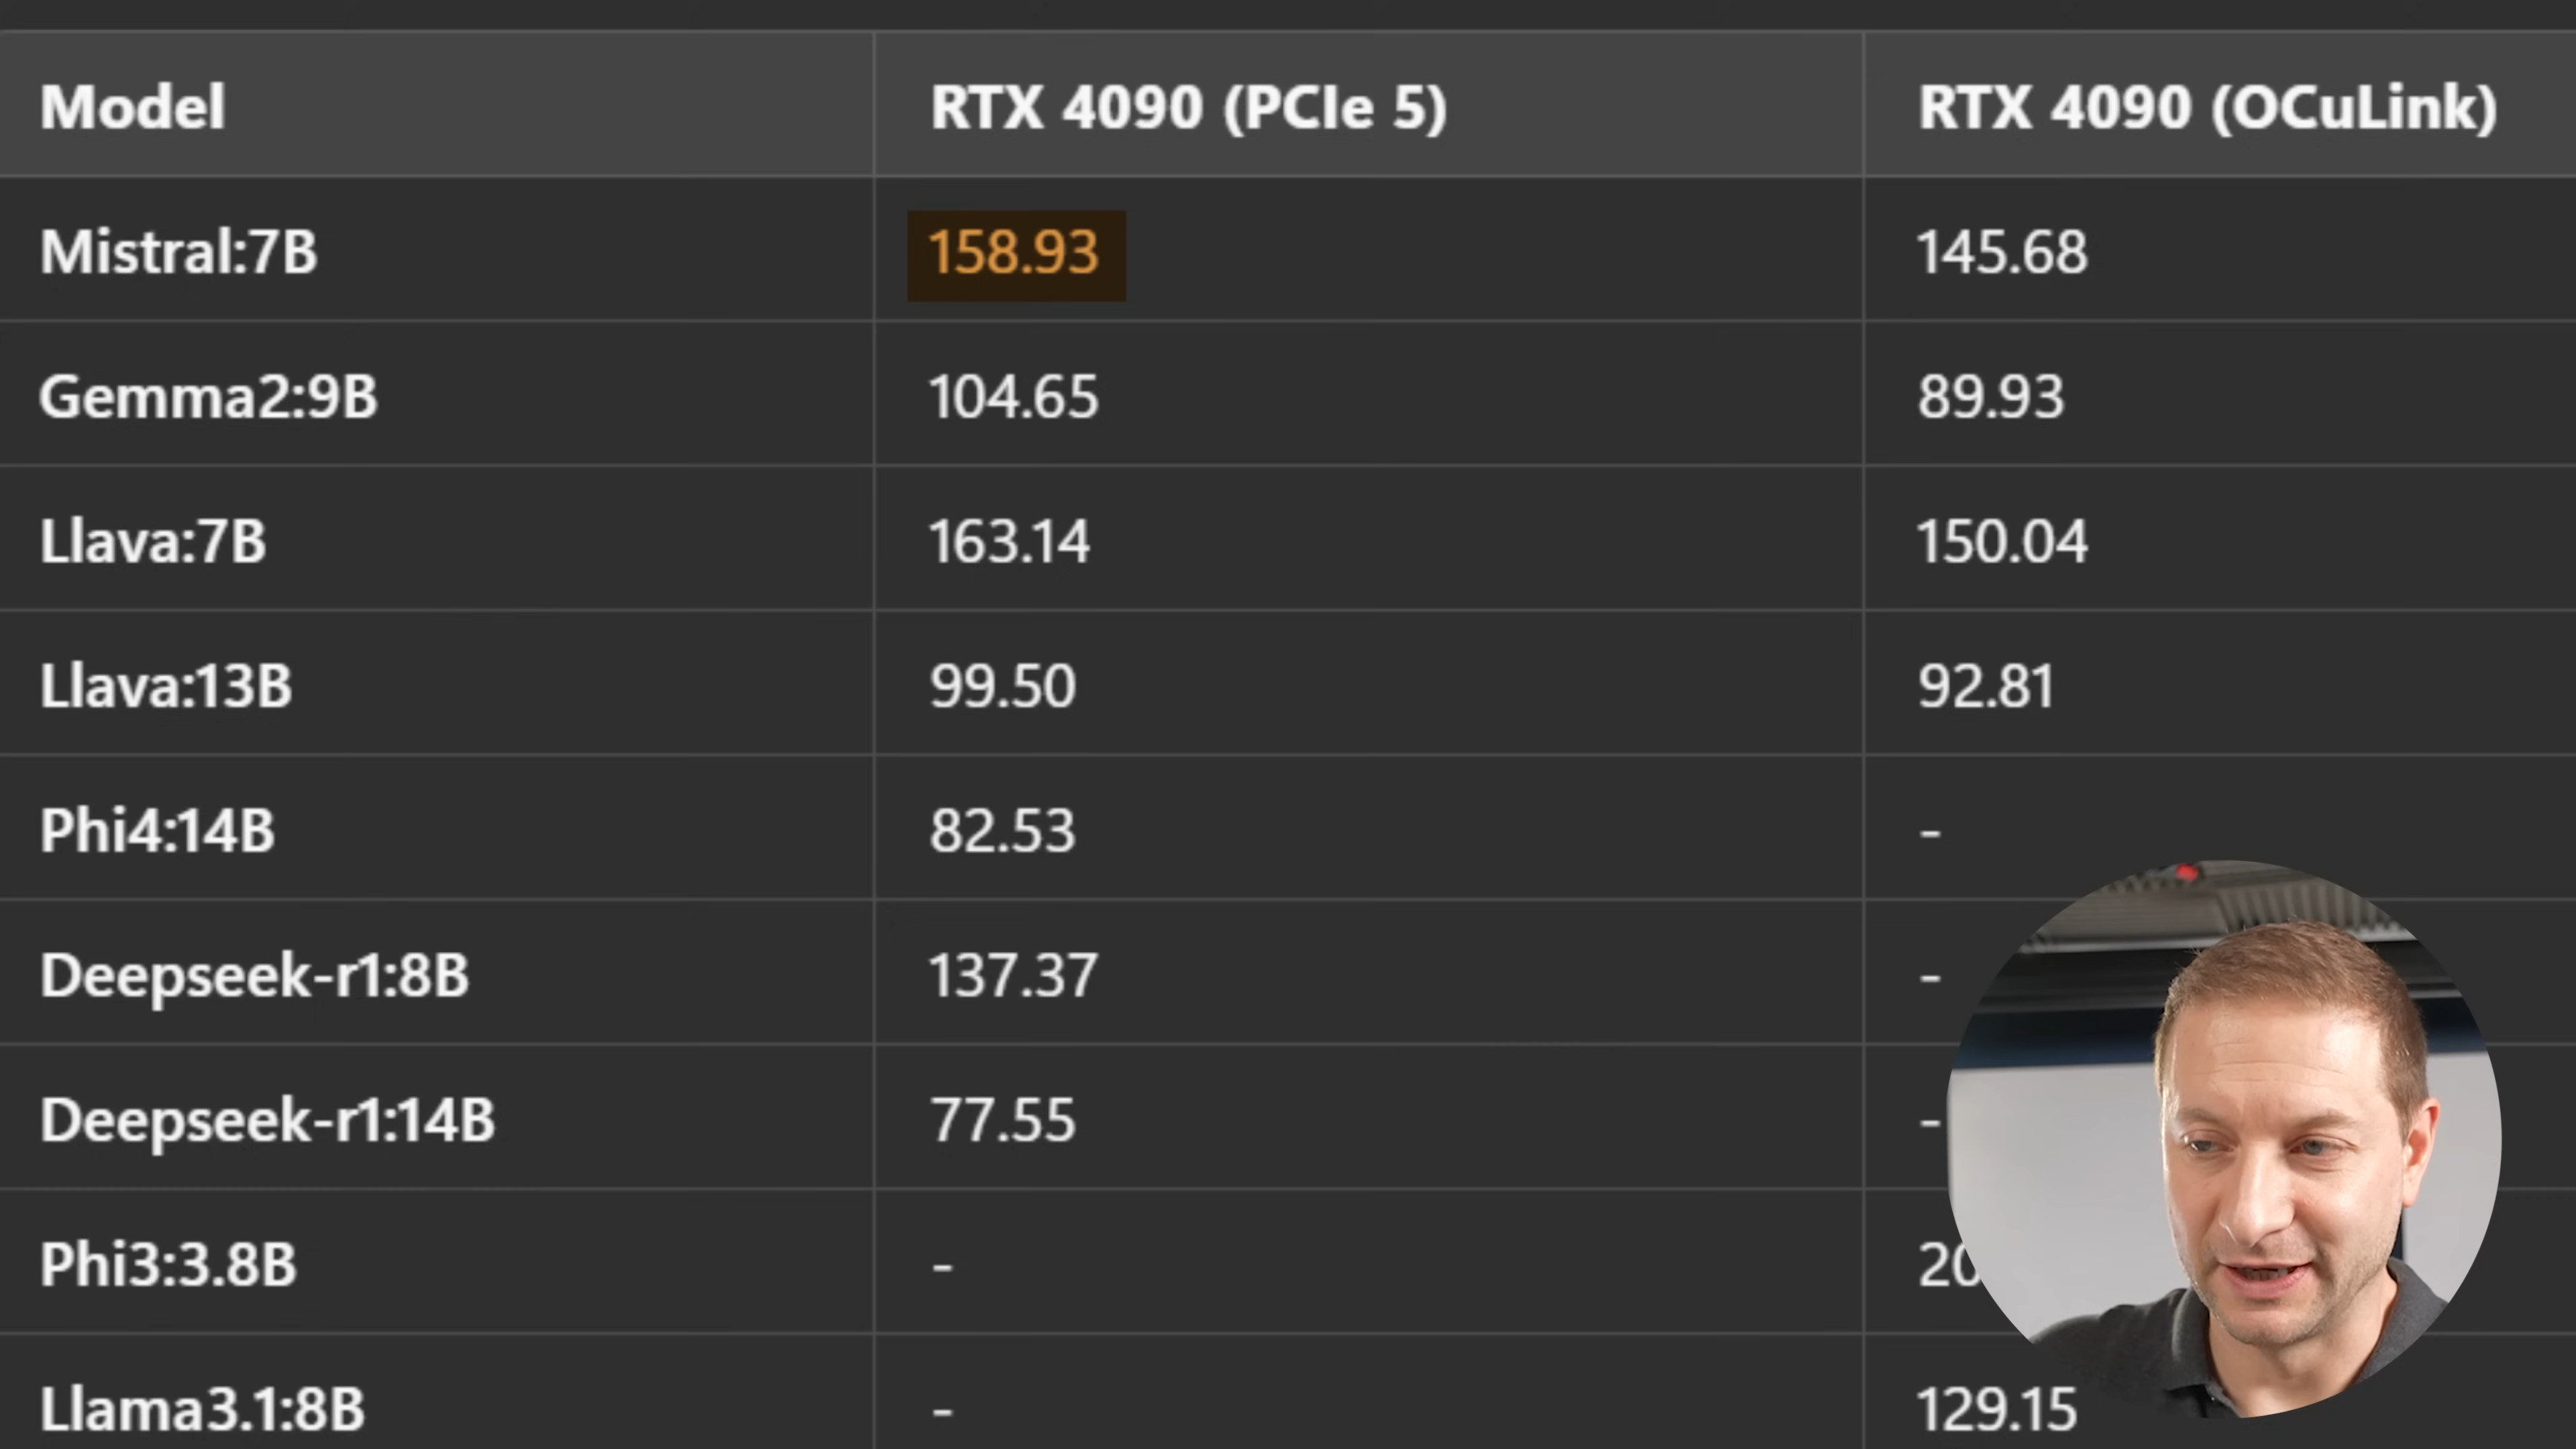 Model RTX 4090 (PCIe 5) RTX 4090 (OCuLink)
Mistral:7B 158.93 145.68
Gemma2:9B 104.65 89.93
Llava:7B 163.14 150.04
Llava:13B 99.50 92.81
Phi4:14B 82.53 -
Deepseek-r1:8B 137.37 -
Deepseek-r1:14B 77.55 -
Phi3:3.8B -
Llama3.1:8B - 129.15